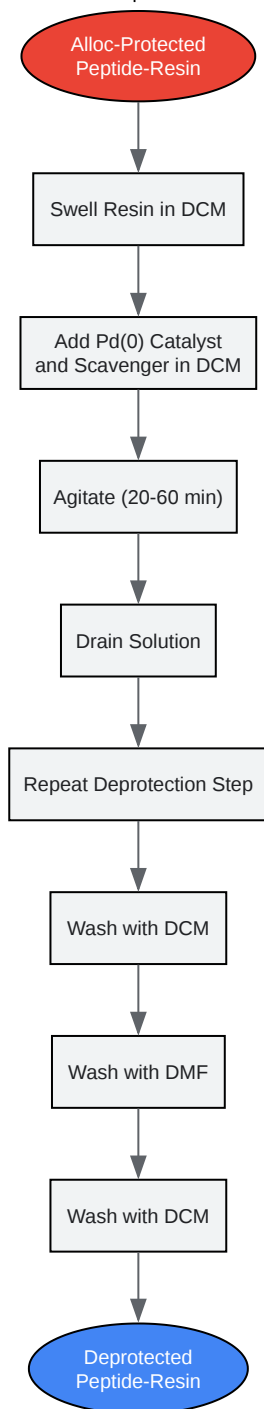 Alloc-Protected
Peptide-Resin
Swell Resin in DCM
Add Pd(0) Catalyst
and Scavenger in DCM
Agitate (20-60 min)
Drain Solution
Repeat Deprotection Step
Wash with DCM
Wash with DMF
Wash with DCM
Deprotected
Peptide-Resin